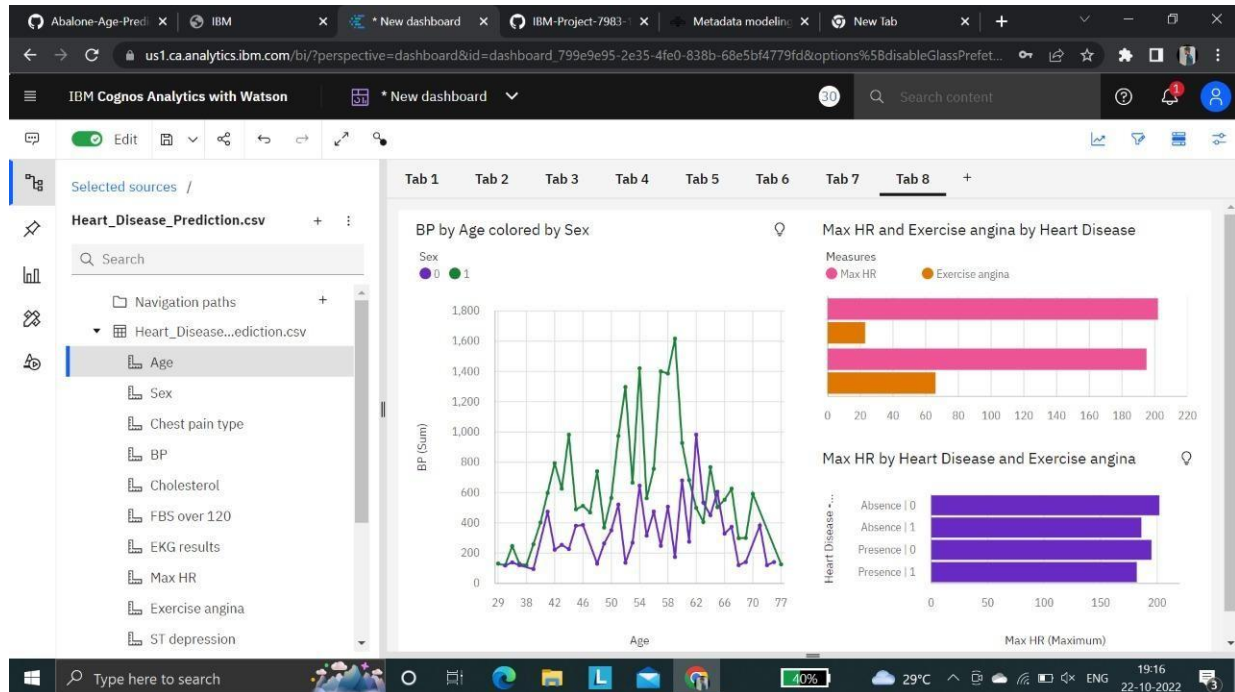 Abalone-Age-Predi
IBM
* New dashboard
IBM-Project-7983-1
Metadata modeling
New Tab
us1.ca.analytics.ibm.com/bi/?perspective=dashboard&id=dashboard_799e9e95-2e35-4fe0-838b-68e5bf4779fd&options%5BdisableGlassPrefet...
IBM Cognos Analytics with Watson
* New dashboard
30
Search content
1
Edit
Selected sources /
Heart_Disease_Prediction.csv
Search
Navigation paths
Heart_Disease...ediction.csv
Age
Sex
Chest pain type
BP
Cholesterol
FBS over 120
EKG results
Max HR
Exercise angina
ST depression
Tab 1 Tab 2 Tab 3 Tab 4 Tab 5 Tab 6 Tab 7 Tab 8 +
BP by Age colored by Sex
Sex
0 1
BP (Sum)
1,800
1,600
1,400
1,200
1,000
800
600
400
200
0
29 38 42 46 50 54 58 62 66 70 77
Age
Max HR and Exercise angina by Heart Disease
Measures
Max HR Exercise angina
0 20 40 60 80 100 120 140 160 180 200 220
Max HR by Heart Disease and Exercise angina
Heart Disease -...
Absence | 0
Absence | 1
Presence | 0
Presence | 1
0 50 100 150 200
Max HR (Maximum)
Type here to search
L
40%
29°C
ENG
19:16
22-10-2022
3